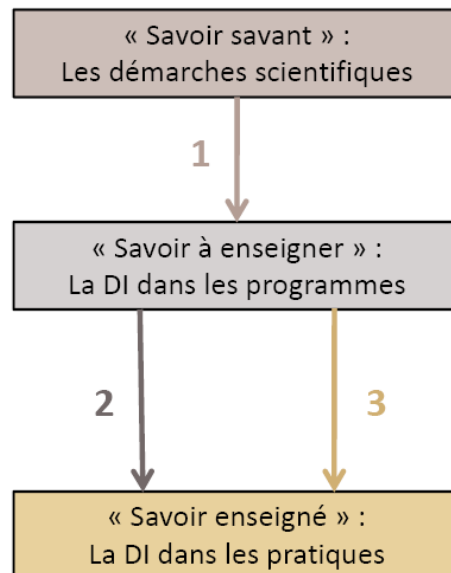 « Savoir savant » :
Les démarches scientifiques
1
« Savoir à enseigner » :
La DI dans les programmes
2 3
« Savoir enseigné » :
La DI dans les pratiques